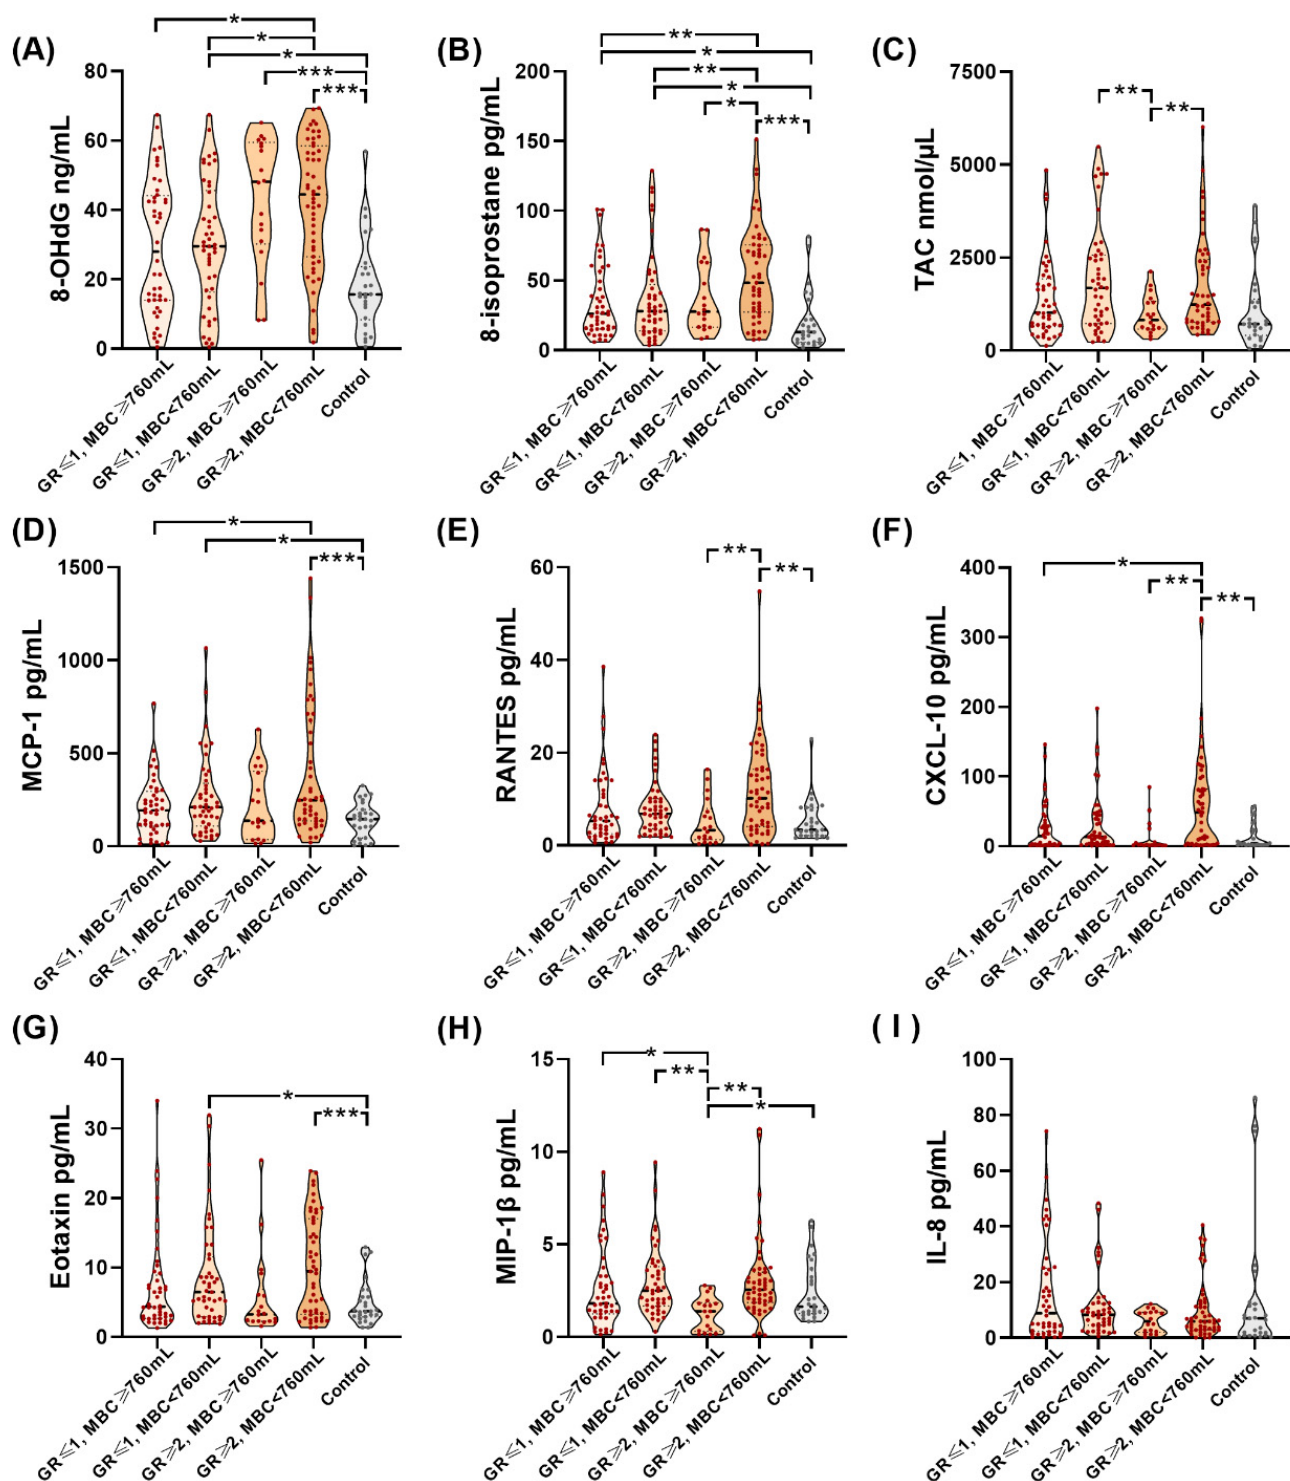 (A)
8-OHdG ng/mL
80
60
40
20
0
*
*
*
***
***
GR≤1, MBC≥760mL
GR≤1, MBC<760mL
GR≥2, MBC≥760mL
GR≥2, MBC<760mL
Control
(B)
8-isoprostane pg/mL
200
150
100
50
0
**
*
**
*
*
***
GR≤1, MBC≥760mL
GR≤1, MBC<760mL
GR≥2, MBC≥760mL
GR≥2, MBC<760mL
Control
(C)
TAC nmol/µL
7500
5000
2500
0
**
**
GR≤1, MBC≥760mL
GR≤1, MBC<760mL
GR≥2, MBC≥760mL
GR≥2, MBC<760mL
Control
(D)
MCP-1 pg/mL
1500
1000
500
0
*
*
***
GR≤1, MBC≥760mL
GR≤1, MBC<760mL
GR≥2, MBC≥760mL
GR≥2, MBC<760mL
Control
(E)
RANTES pg/mL
60
40
20
0
**
**
GR≤1, MBC≥760mL
GR≤1, MBC<760mL
GR≥2, MBC≥760mL
GR≥2, MBC<760mL
Control
(F)
CXCL-10 pg/mL
400
300
200
100
0
*
**
**
GR≤1, MBC≥760mL
GR≤1, MBC<760mL
GR≥2, MBC≥760mL
GR≥2, MBC<760mL
Control
(G)
Eotaxin pg/mL
40
30
20
10
0
*
***
GR≤1, MBC≥760mL
GR≤1, MBC<760mL
GR≥2, MBC≥760mL
GR≥2, MBC<760mL
Control
(H)
MIP-1β pg/mL
15
10
5
0
*
**
**
*
GR≤1, MBC≥760mL
GR≤1, MBC<760mL
GR≥2, MBC≥760mL
GR≥2, MBC<760mL
Control
( I )
IL-8 pg/mL
100
80
60
40
20
0
GR≤1, MBC≥760mL
GR≤1, MBC<760mL
GR≥2, MBC≥760mL
GR≥2, MBC<760mL
Control